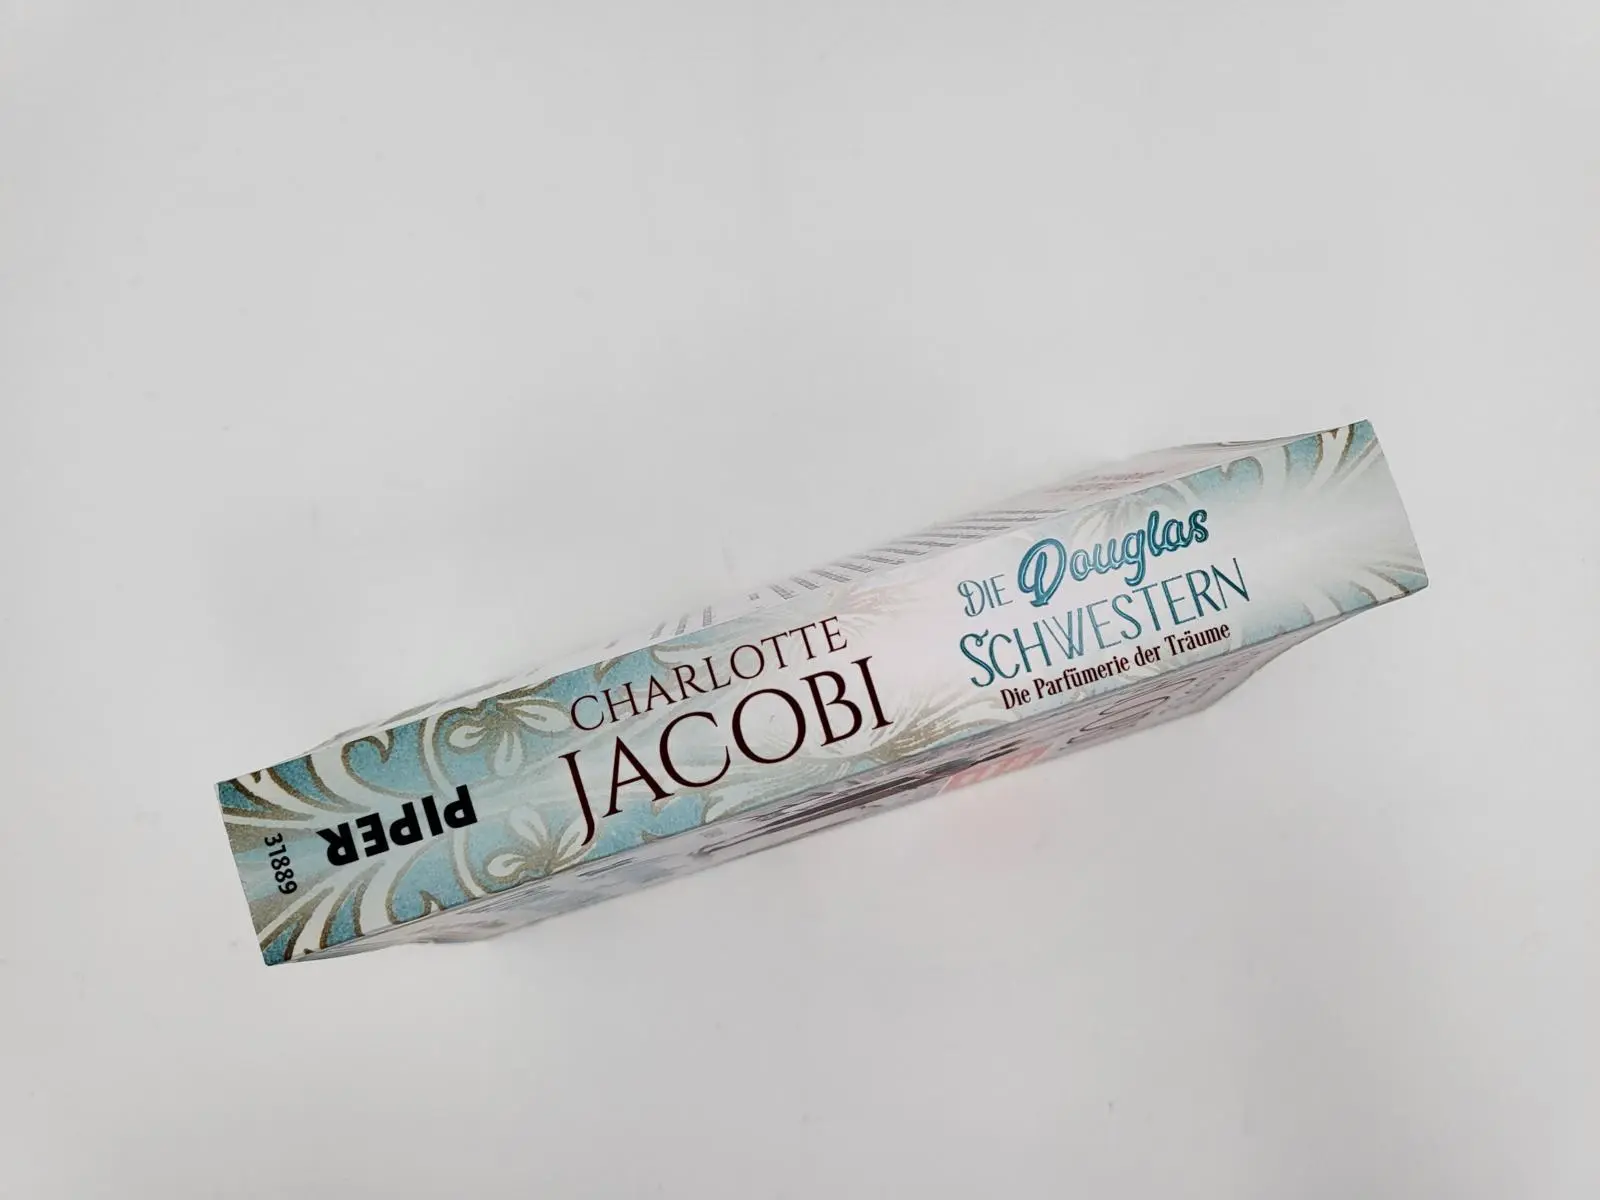 CHARLOTTE
JACOBI
DIE Douglas
SCHWESTERN
Die Parfümerie der Träume
PIPER
31889